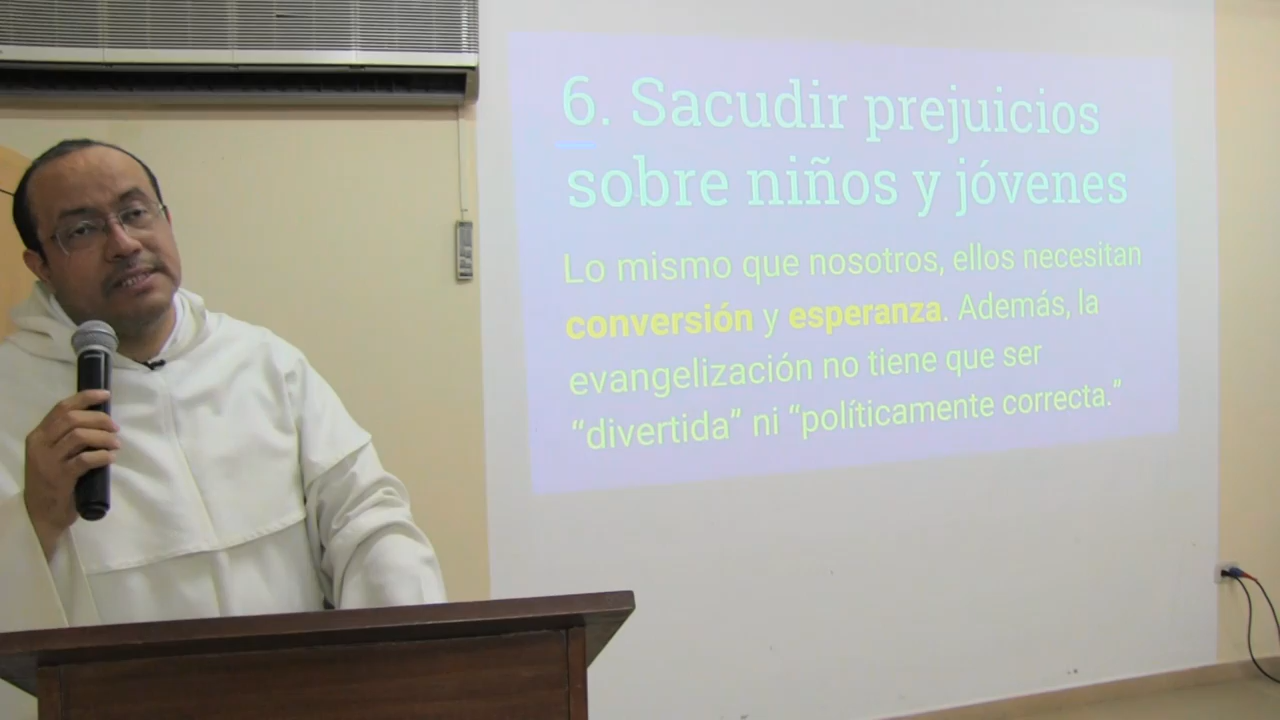 6. Sacudir prejuicios
sobre niños y jóvenes
Lo mismo que nosotros, ellos necesitan
conversión y esperanza. Además, la
evangelización no tiene que ser
“divertida” ni “políticamente correcta.”